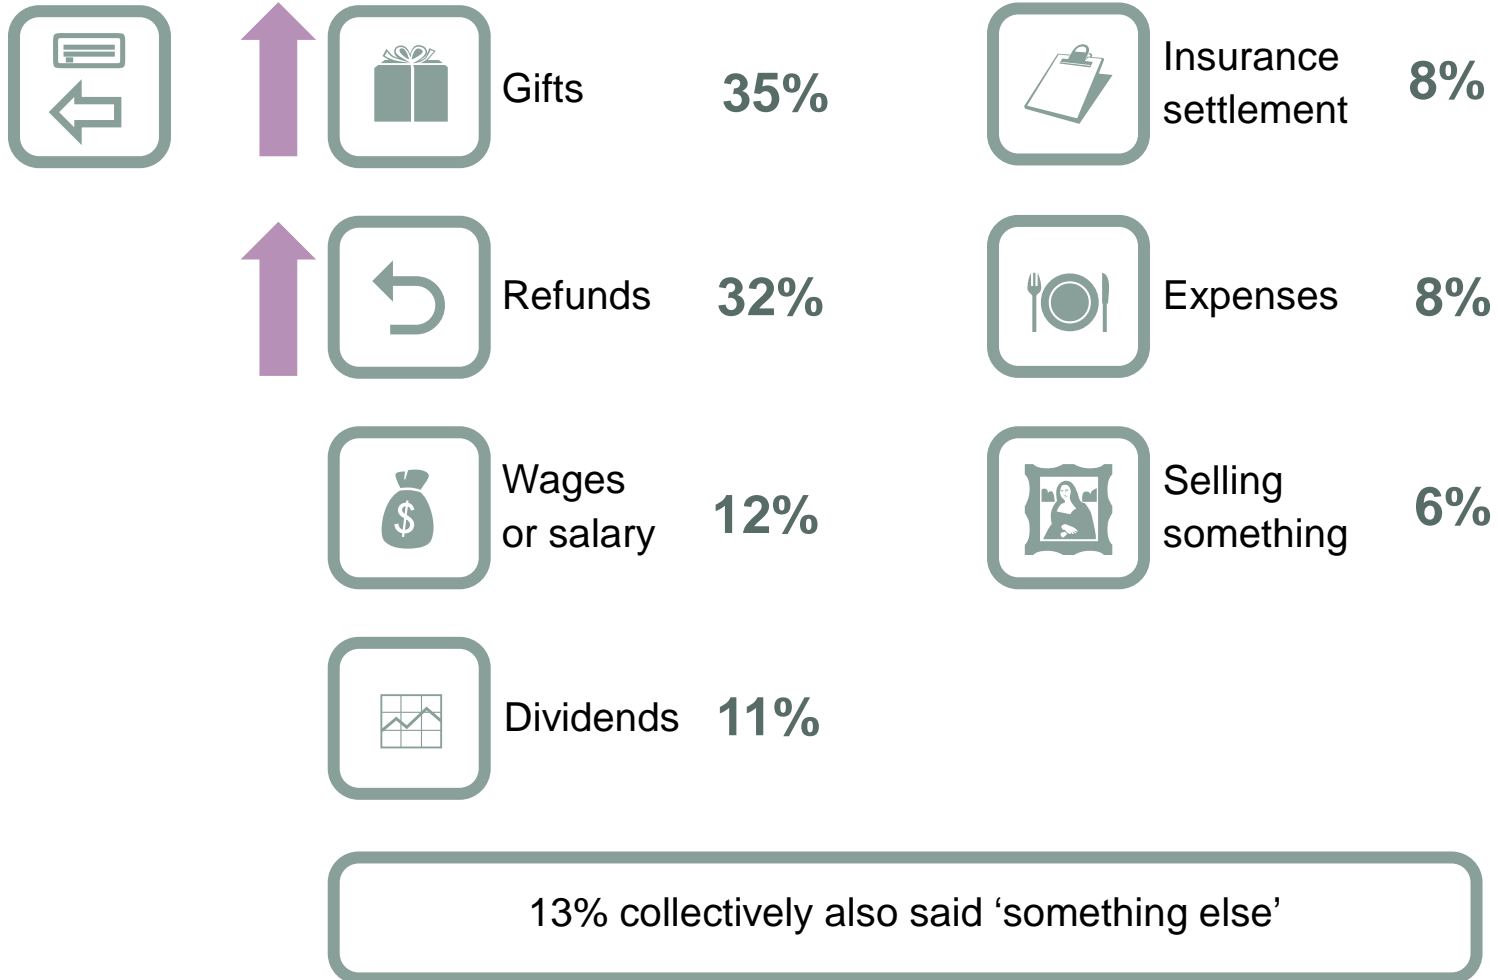 Gifts 35%
Refunds 32%
Wages
or salary 12%
Dividends 11%
Insurance
settlement 8%
Expenses 8%
Selling
something 6%
$
13% collectively also said ‘something else’